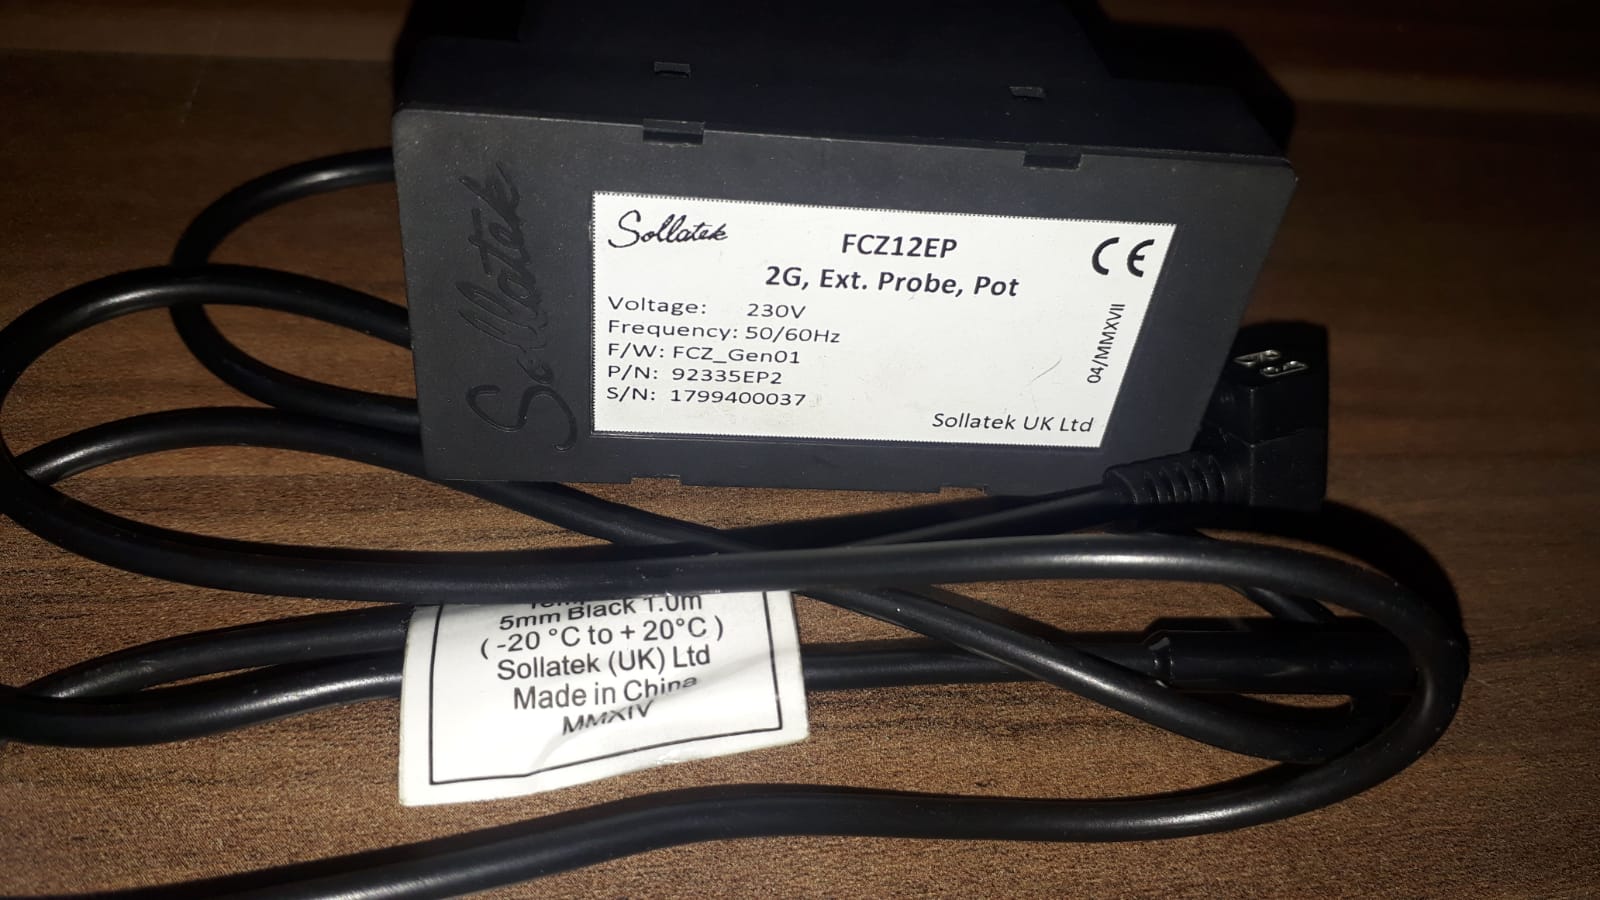 Sollatek
Sollatek
FCZ12EP
2G, Ext. Probe, Pot
Voltage: 230V
Frequency: 50/60Hz
F/W: FCZ_Gen01
P/N: 92335EP2
S/N: 1799400037
04/MMXVII
CE
Sollatek UK Ltd
5mm Black 1.0m
( -20 °C to + 20°C )
Sollatek (UK) Ltd
Made in China
MMXIV